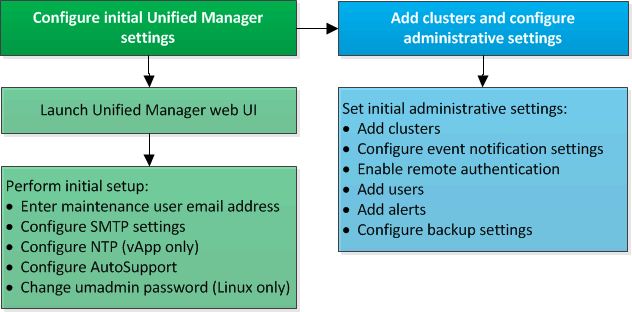 Configure initial Unified Manager
settings
Add clusters and configure
administrative settings
Launch Unified Manager web UI
Perform initial setup:
• Enter maintenance user email address
• Configure SMTP settings
• Configure NTP (vApp only)
• Configure AutoSupport
• Change umadmin password (Linux only)
Set initial administrative settings:
• Add clusters
• Configure event notification settings
• Enable remote authentication
• Add users
• Add alerts
• Configure backup settings